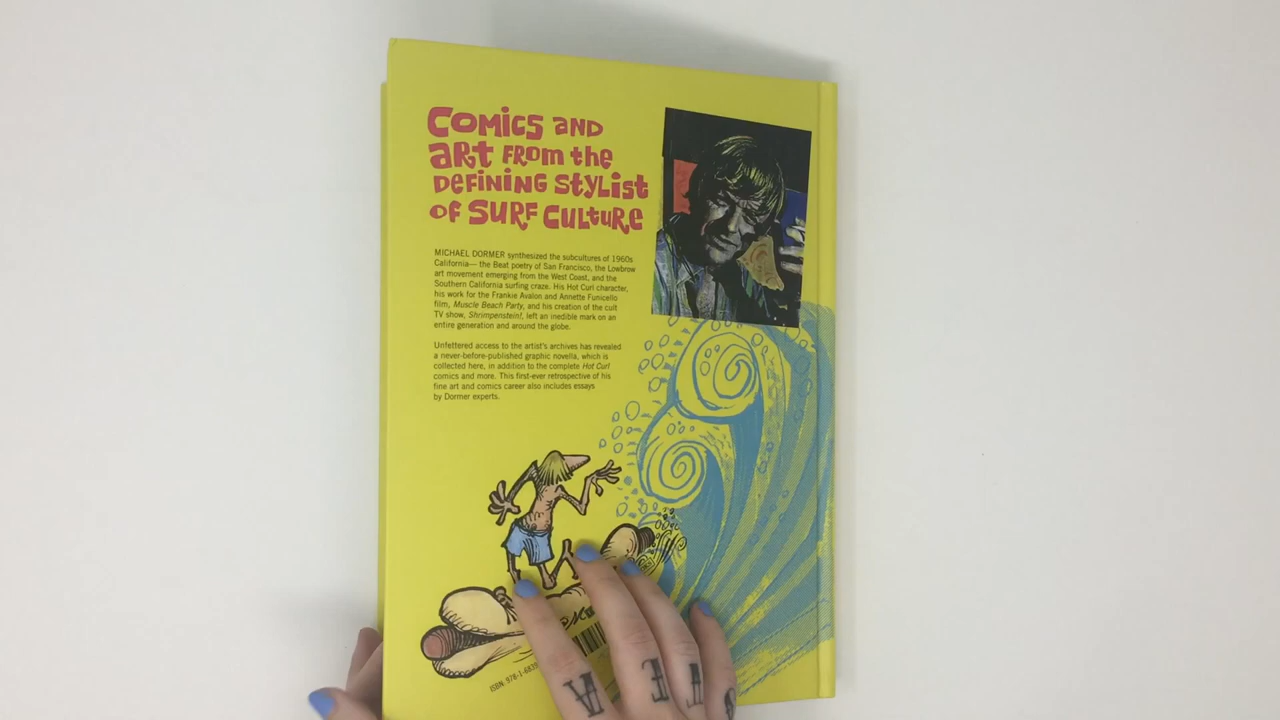 COMICS AND
ART FROM the
DEFINING StYLIST
OF SURF CULtURE
MICHAEL DORMER synthesized the subcultures of 1960s
California— the Beat poetry of San Francisco, the Lowbrow
art movement emerging from the West Coast, and the
Southern California surfing craze. His Hot Curl character,
his work for the Frankie Avalon and Annette Funicello
film, Muscle Beach Party, and his creation of the cult
TV show, Shrimpenstein!, left an inedible mark on an
entire generation and around the globe.
Unfettered access to the artist's archives has revealed
a never-before-published graphic novella, which is
collected here, in addition to the complete Hot Curl
comics and more. This first-ever retrospective of his
fine art and comics career also includes essays
by Dormer experts.
ISBN: 978-1-6839